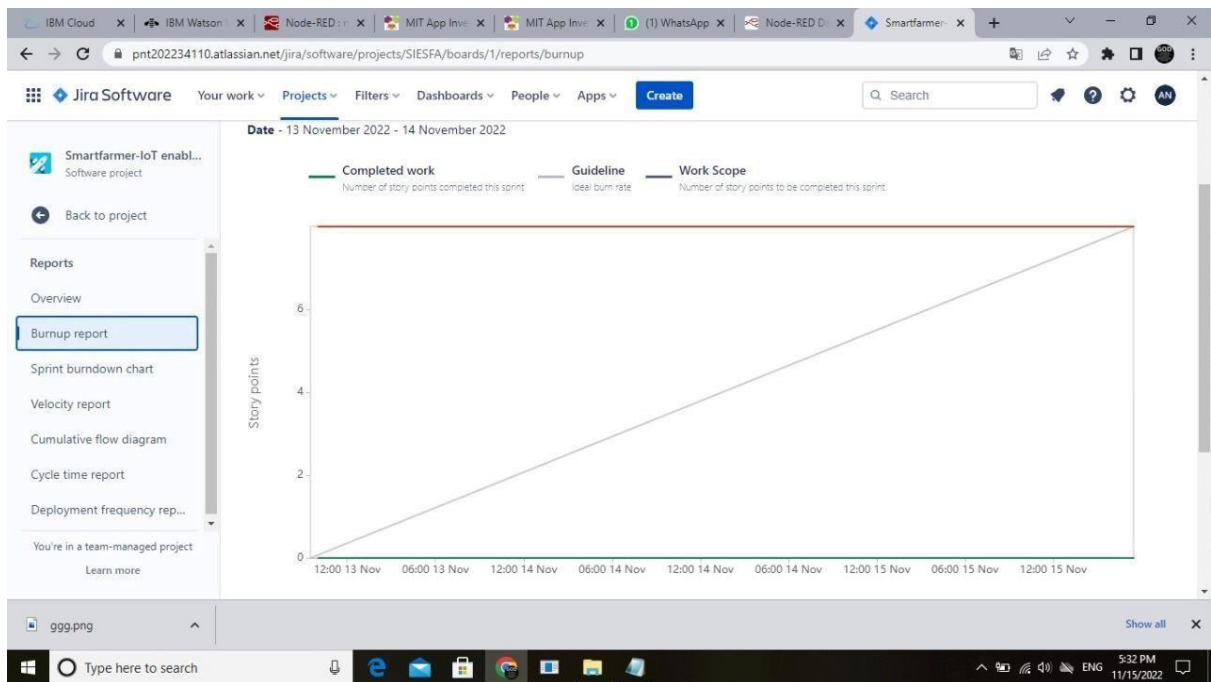 IBM Cloud
IBM Watson
Node-RED : n
MIT App Inve
MIT App Inve
(1) WhatsApp
Node-RED D
Smartfarmer-
pnt202234110.atlassian.net/jira/software/projects/SIESFA/boards/1/reports/burnup
GOD
Jira Software
Your work
Projects
Filters
Dashboards
People
Apps
Create
Search
AN
Smartfarmer-IoT enabl...
Software project
Back to project
Reports
Overview
Burnup report
Sprint burndown chart
Velocity report
Cumulative flow diagram
Cycle time report
Deployment frequency rep...
You're in a team-managed project
Learn more
Date - 13 November 2022 - 14 November 2022
Completed work
Number of story points completed this sprint
Guideline
Ideal burn rate
Work Scope
Number of story points to be completed this sprint
Story points
6
4
2
0
12:00 13 Nov 06:00 13 Nov 12:00 14 Nov 06:00 14 Nov 12:00 14 Nov 06:00 14 Nov 12:00 15 Nov 06:00 15 Nov 12:00 15 Nov
ggg.png
Show all
Type here to search
ENG
5:32 PM
11/15/2022